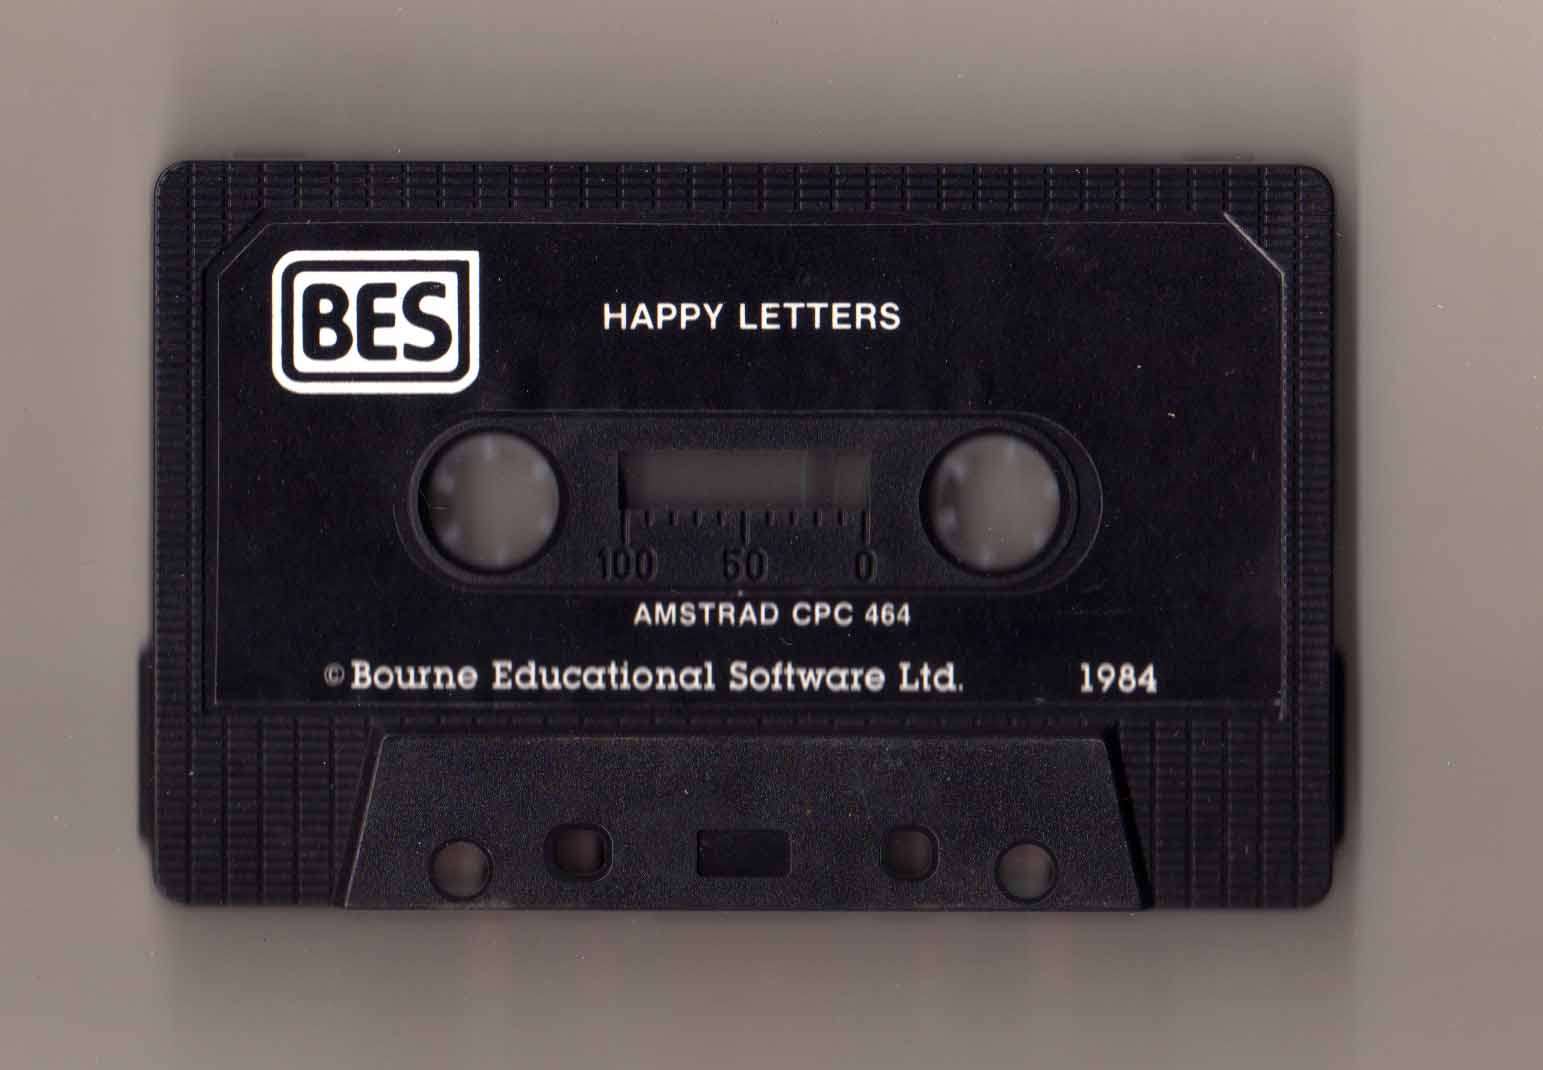 BES
HAPPY LETTERS
100 50 0
AMSTRAD CPC 464
© Bourne Educational Software Ltd. 1984